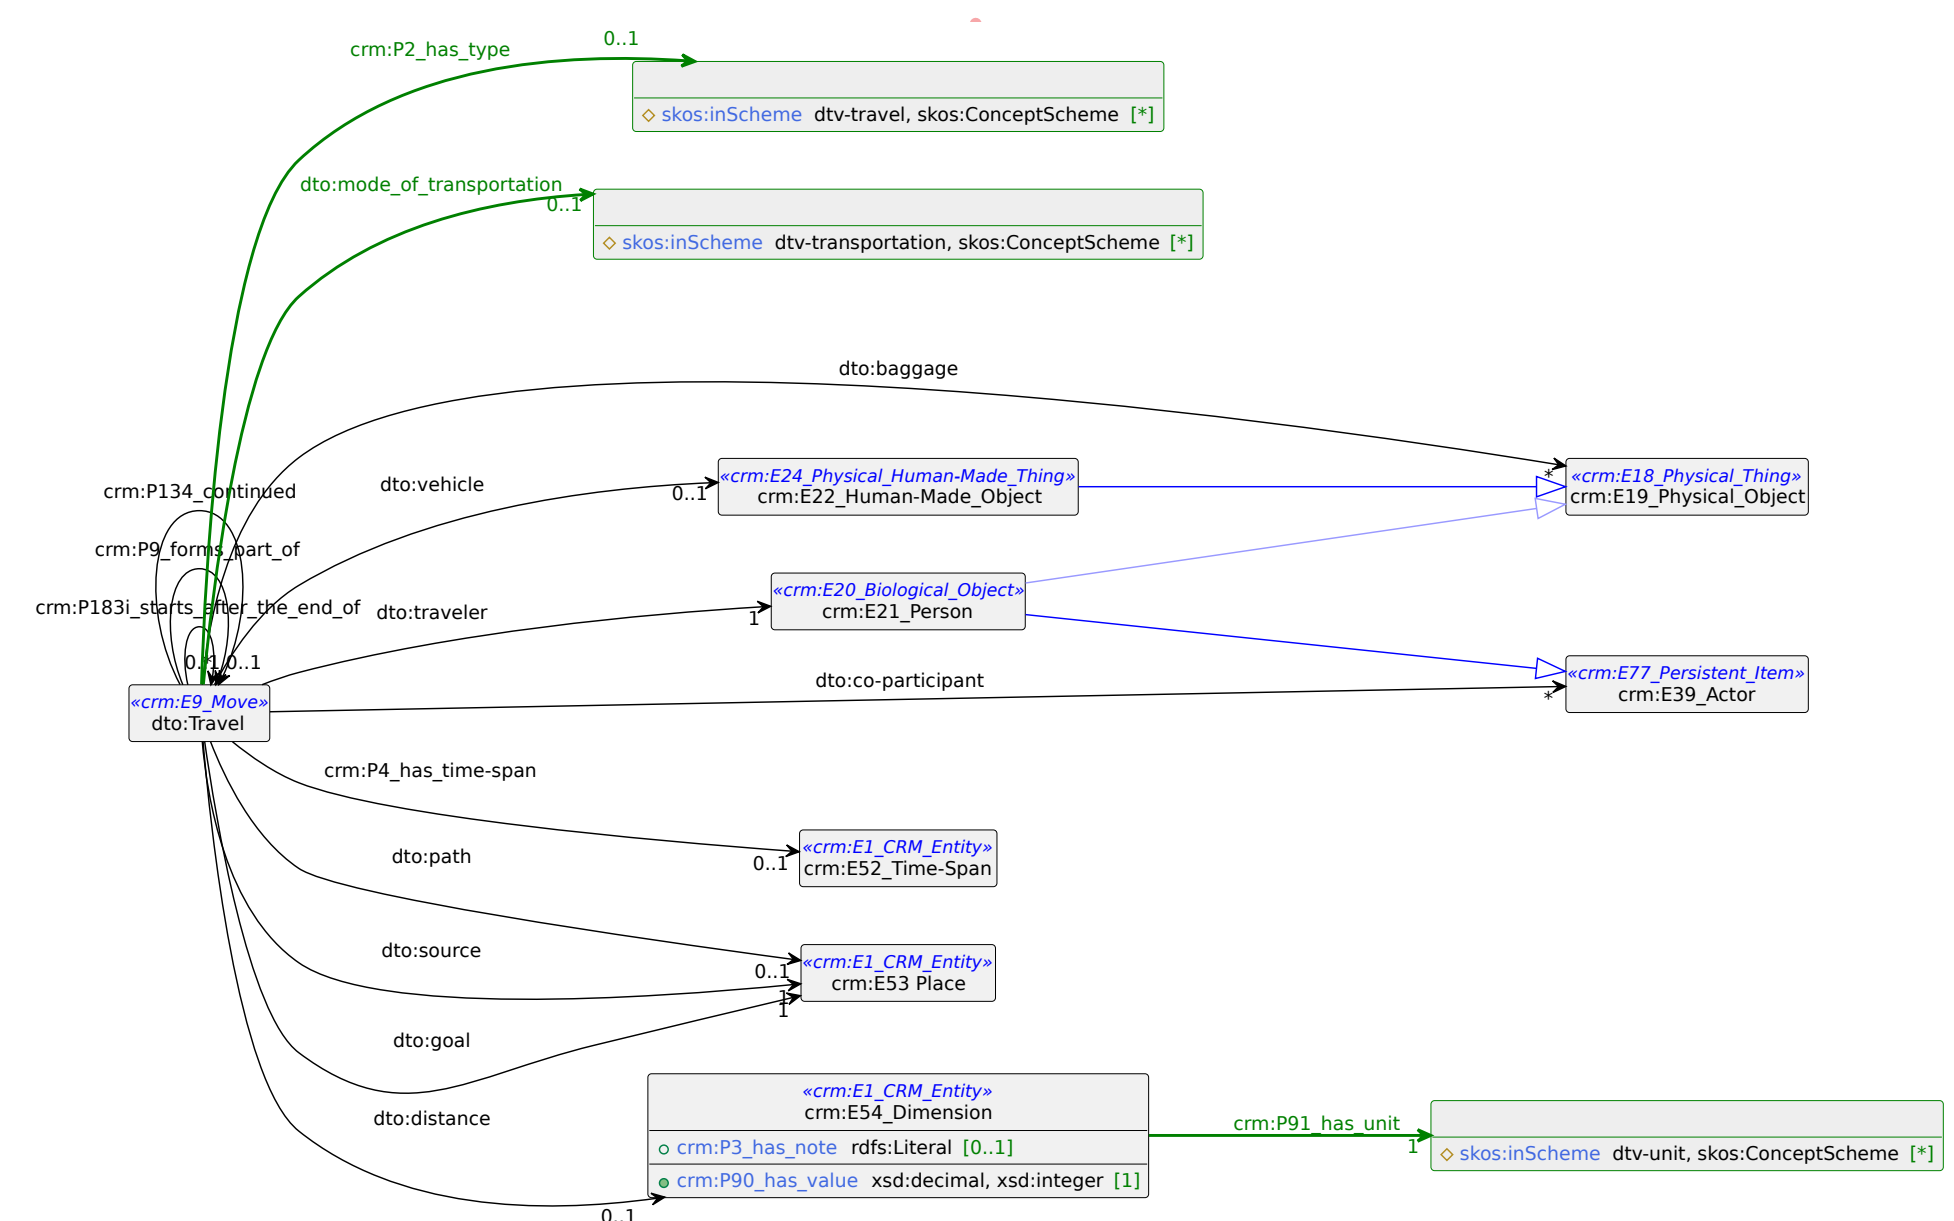 crm:P2_has_type
0..1
skos:inScheme dtv-travel, skos:ConceptScheme [*]
dto:mode_of_transportation
0..1
skos:inScheme dtv-transportation, skos:ConceptScheme [*]
dto:baggage
*
dto:vehicle
0..1
«crm:E24_Physical_Human-Made_Thing»
crm:E22_Human-Made_Object
«crm:E18_Physical_Thing»
crm:E19_Physical_Object
crm:P134_continued
crm:P9_forms_part_of
crm:P183i_starts_after_the_end_of
dto:traveler
1
«crm:E20_Biological_Object»
crm:E21_Person
0..1
«crm:E9_Move»
dto:Travel
dto:co-participant
*
«crm:E77_Persistent_Item»
crm:E39_Actor
crm:P4_has_time-span
0..1
«crm:E1_CRM_Entity»
crm:E52_Time-Span
dto:path
0..1
dto:source
1
«crm:E1_CRM_Entity»
crm:E53 Place
dto:goal
1
dto:distance
0..1
«crm:E1_CRM_Entity»
crm:E54_Dimension
crm:P3_has_note rdfs:Literal [0..1]
crm:P90_has_value xsd:decimal, xsd:integer [1]
crm:P91_has_unit
1
skos:inScheme dtv-unit, skos:ConceptScheme [*]